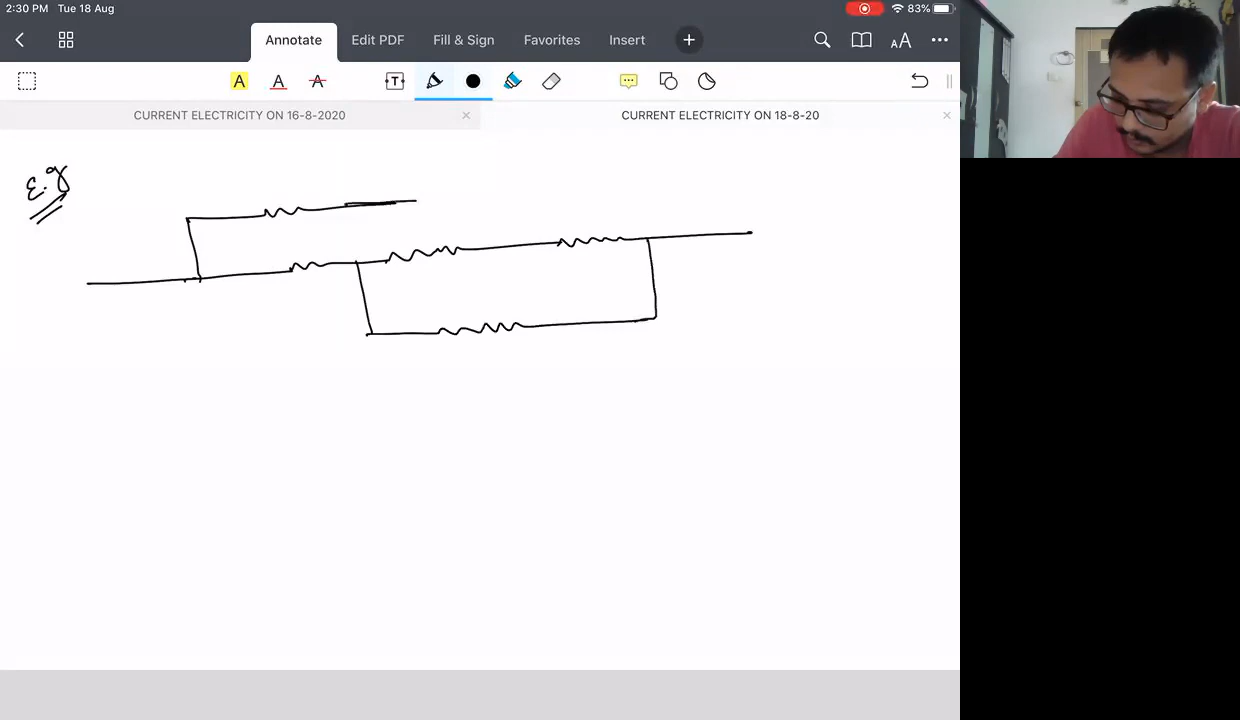 2:30 PM Tue 18 Aug 83%
Annotate Edit PDF Fill & Sign Favorites Insert
A A A T AA
CURRENT ELECTRICITY ON 16-8-2020 CURRENT ELECTRICITY ON 18-8-20
E.g